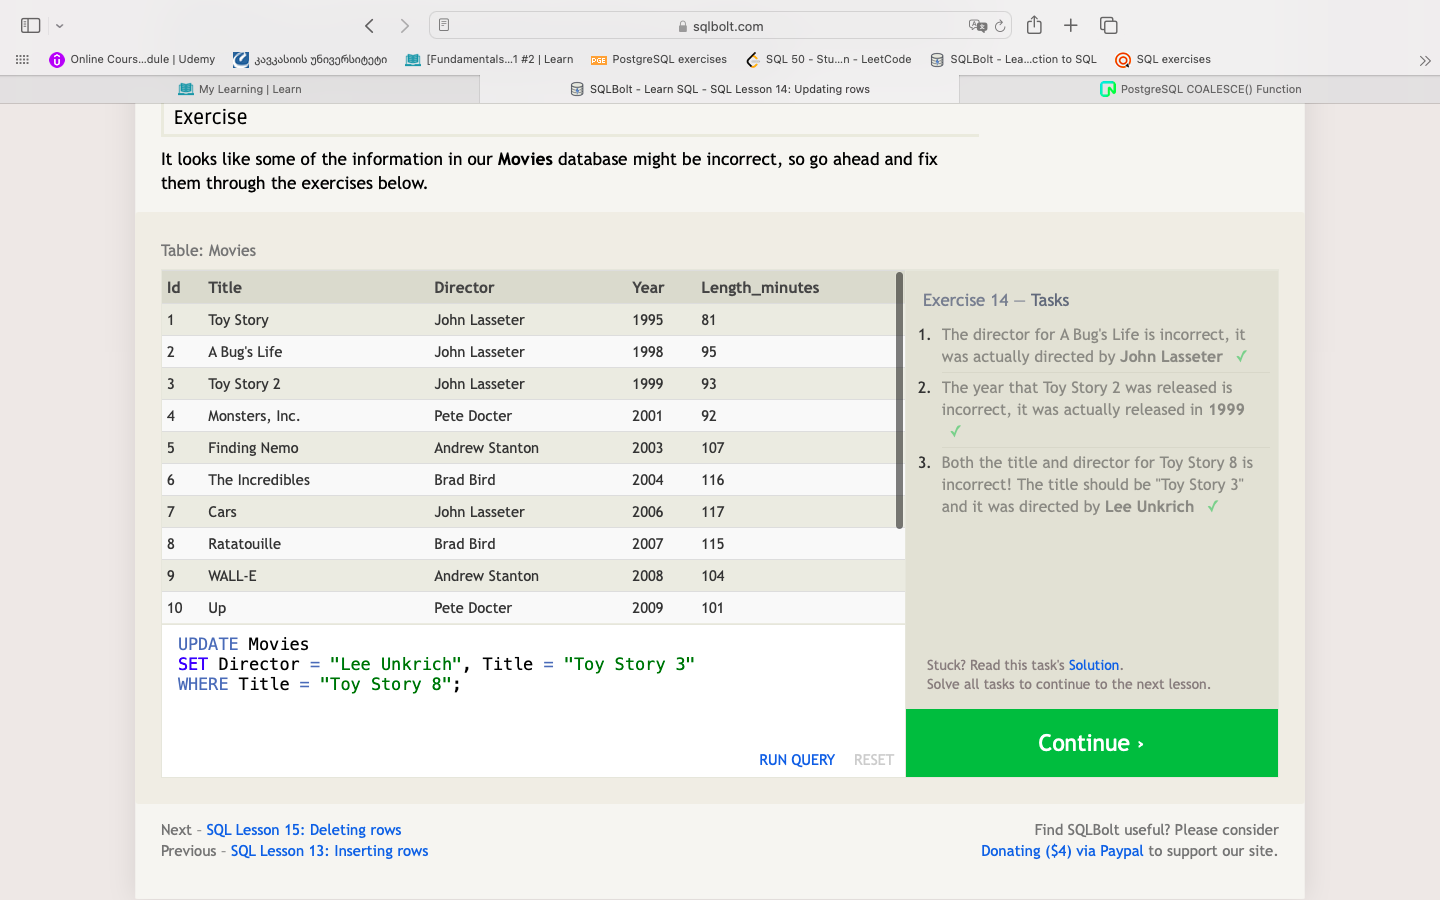 sqlbolt.com
Online Cours...dule | Udemy
კავკასიის უნივერსიტეტი
[Fundamentals...1 #2 | Learn
PGE PostgreSQL exercises
SQL 50 - Stu...n - LeetCode
SQLBolt - Lea...ction to SQL
SQL exercises
My Learning | Learn
SQLBolt - Learn SQL - SQL Lesson 14: Updating rows
PostgreSQL COALESCE() Function
Exercise
It looks like some of the information in our Movies database might be incorrect, so go ahead and fix
them through the exercises below.
Table: Movies
Id Title Director Year Length_minutes
1 Toy Story John Lasseter 1995 81
2 A Bug's Life John Lasseter 1998 95
3 Toy Story 2 John Lasseter 1999 93
4 Monsters, Inc. Pete Docter 2001 92
5 Finding Nemo Andrew Stanton 2003 107
6 The Incredibles Brad Bird 2004 116
7 Cars John Lasseter 2006 117
8 Ratatouille Brad Bird 2007 115
9 WALL-E Andrew Stanton 2008 104
10 Up Pete Docter 2009 101
UPDATE Movies
SET Director = "Lee Unkrich", Title = "Toy Story 3"
WHERE Title = "Toy Story 8";
RUN QUERY RESET
Exercise 14 — Tasks
1. The director for A Bug's Life is incorrect, it
was actually directed by John Lasseter ✓
2. The year that Toy Story 2 was released is
incorrect, it was actually released in 1999
✓
3. Both the title and director for Toy Story 8 is
incorrect! The title should be "Toy Story 3"
and it was directed by Lee Unkrich ✓
Stuck? Read this task's Solution.
Solve all tasks to continue to the next lesson.
Continue ›
Next – SQL Lesson 15: Deleting rows
Previous – SQL Lesson 13: Inserting rows
Find SQLBolt useful? Please consider
Donating ($4) via Paypal to support our site.